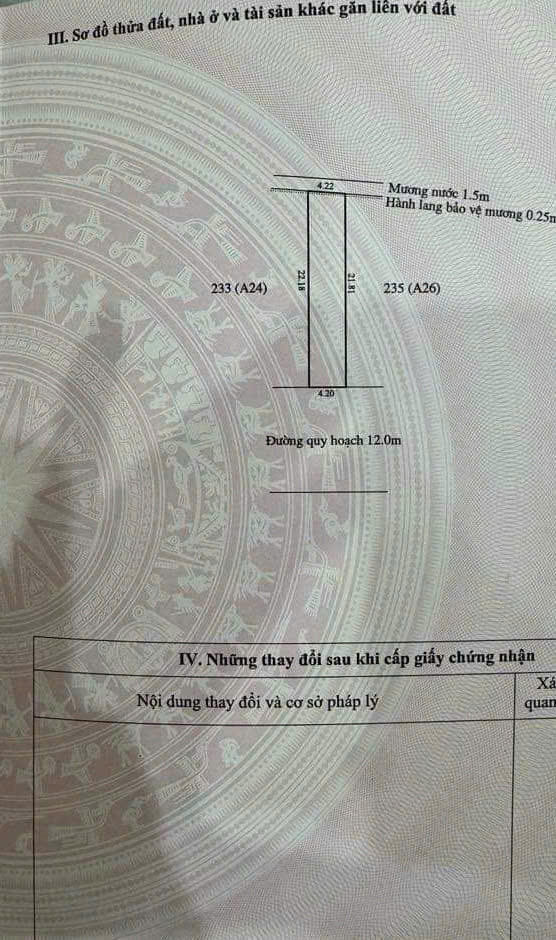 III. Sơ đồ thửa đất, nhà ở và tài sản khác gắn liền với đất
4.22
Mương nước 1.5m
Hành lang bảo vệ mương 0.25m
22.18
21.81
233 (A24)
235 (A26)
4.20
Đường quy hoạch 12.0m
IV. Những thay đổi sau khi cấp giấy chứng nhận
Nội dung thay đổi và cơ sở pháp lý
Xá
quan